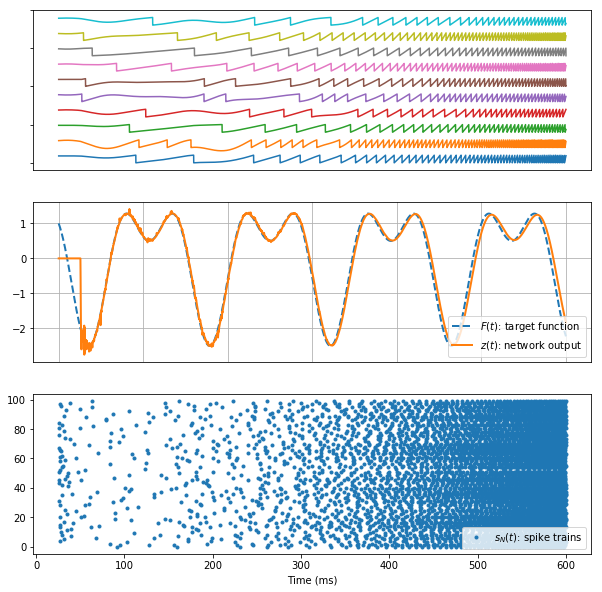 1
0
−1
−2
F(t): target function
z(t): network output
100
80
60
40
20
0
s_N(t): spike trains
0 100 200 300 400 500 600
Time (ms)